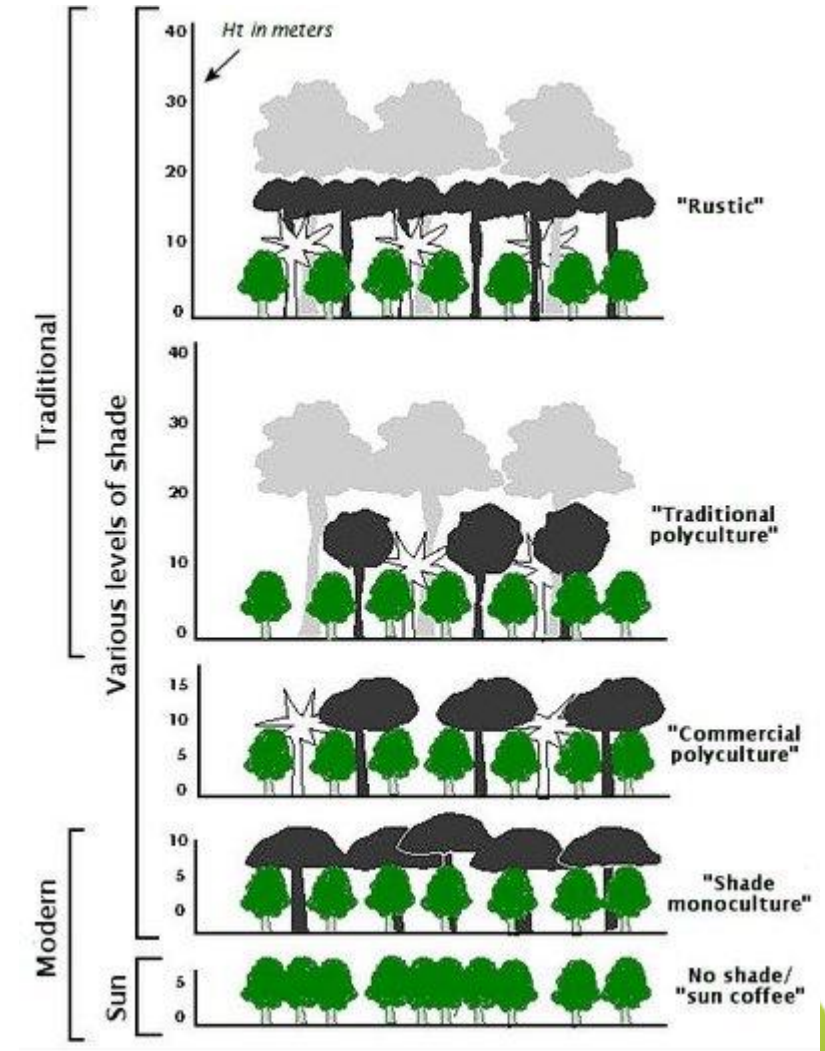 Traditional
Various levels of shade
40
Ht in meters
30
20
10
0
"Rustic"
40
30
20
10
0
"Traditional
polyculture"
15
10
5
0
"Commercial
polyculture"
Modern
10
5
0
"Shade
monoculture"
Sun
5
0
No shade/
"sun coffee"